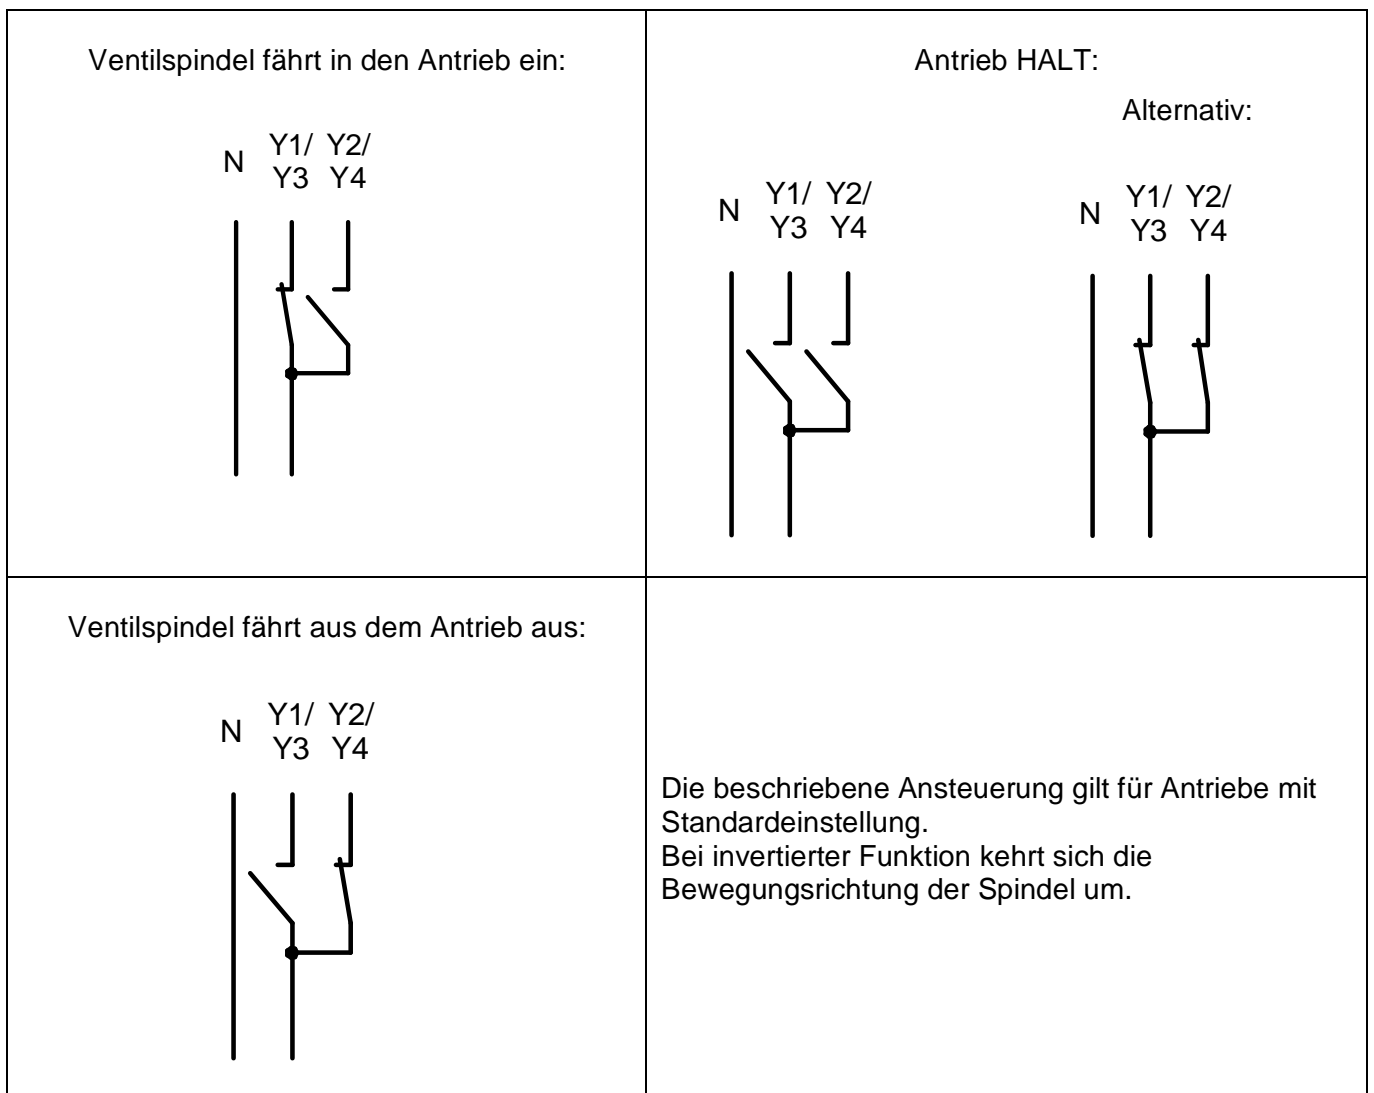 Ventilspindel fährt in den Antrieb ein:
N Y1/ Y2/
Y3 Y4
Antrieb HALT:
Alternativ:
N Y1/ Y2/
Y3 Y4
N Y1/ Y2/
Y3 Y4
Ventilspindel fährt aus dem Antrieb aus:
N Y1/ Y2/
Y3 Y4
Die beschriebene Ansteuerung gilt für Antriebe mit
Standardeinstellung.
Bei invertierter Funktion kehrt sich die
Bewegungsrichtung der Spindel um.